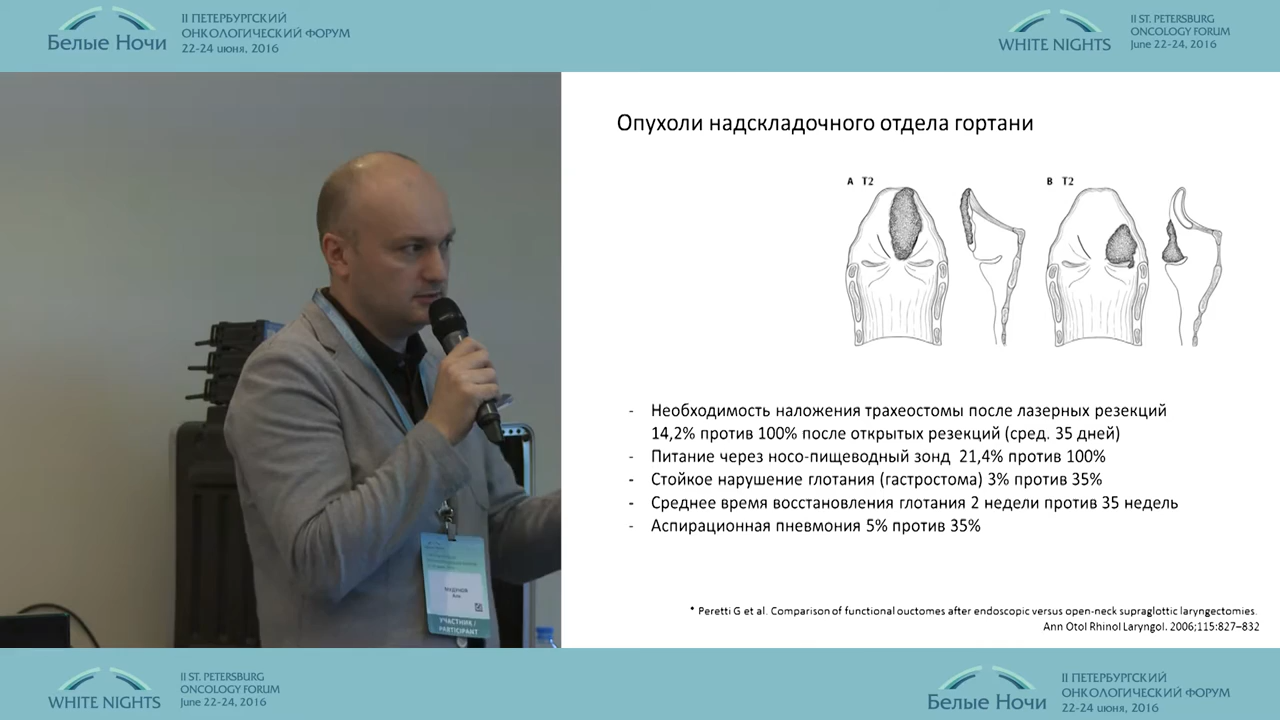 II ПЕТЕРБУРГСКИЙ
ОНКОЛОГИЧЕСКИЙ ФОРУМ
22-24 июня, 2016
Белые Ночи
WHITE NIGHTS
II ST. PETERSBURG
ONCOLOGY FORUM
June 22-24, 2016
Опухоли надскладочного отдела гортани
A T2
B T2
- Необходимость наложения трахеостомы после лазерных резекций
14,2% против 100% после открытых резекций (сред. 35 дней)
- Питание через носо-пищеводный зонд 21,4% против 100%
- Стойкое нарушение глотания (гастростома) 3% против 35%
- Среднее время восстановления глотания 2 недели против 35 недель
- Аспирационная пневмония 5% против 35%
* Peretti G et al. Comparison of functional ouctomes after endoscopic versus open-neck supraglottic laryngectomies.
Ann Otol Rhinol Laryngol. 2006;115:827–832
УЧАСТНИК /
PARTICIPANT
WHITE NIGHTS
II ST. PETERSBURG
ONCOLOGY FORUM
June 22-24, 2016
Белые Ночи
II ПЕТЕРБУРГСКИЙ
ОНКОЛОГИЧЕСКИЙ ФОРУМ
22-24 июня, 2016